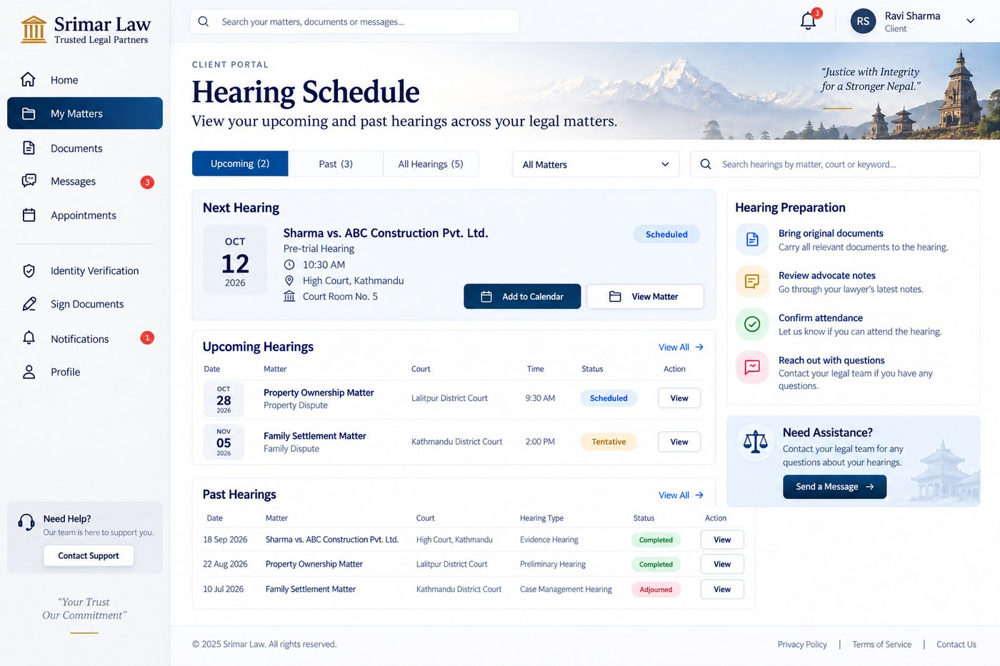 Srimar Law
Trusted Legal Partners
Home
My Matters
Documents
Messages
3
Appointments
Identity Verification
Sign Documents
Notifications
1
Profile
Need Help?
Our team is here to support you.
Contact Support
“Your Trust
Our Commitment”
Search your matters, documents or messages...
3
RS
Ravi Sharma
Client
CLIENT PORTAL
Hearing Schedule
View your upcoming and past hearings across your legal matters.
“Justice with Integrity
for a Stronger Nepal.”
Upcoming (2)
Past (3)
All Hearings (5)
All Matters
Search hearings by matter, court or keyword...
Next Hearing
OCT
12
2026
Sharma vs. ABC Construction Pvt. Ltd.
Pre-trial Hearing
10:30 AM
High Court, Kathmandu
Court Room No. 5
Scheduled
Add to Calendar
View Matter
Upcoming Hearings
View All →
Date Matter Court Time Status Action
OCT
28
2026
Property Ownership Matter
Property Dispute
Lalitpur District Court
9:30 AM
Scheduled
View
NOV
05
2026
Family Settlement Matter
Family Dispute
Kathmandu District Court
2:00 PM
Tentative
View
Past Hearings
View All →
Date Matter Court Hearing Type Status Action
18 Sep 2026 Sharma vs. ABC Construction Pvt. Ltd. High Court, Kathmandu Evidence Hearing Completed View
22 Aug 2026 Property Ownership Matter Lalitpur District Court Preliminary Hearing Completed View
10 Jul 2026 Family Settlement Matter Kathmandu District Court Case Management Hearing Adjourned View
Hearing Preparation
Bring original documents
Carry all relevant documents to the hearing.
Review advocate notes
Go through your lawyer's latest notes.
Confirm attendance
Let us know if you can attend the hearing.
Reach out with questions
Contact your legal team if you have any
questions.
Need Assistance?
Contact your legal team for any
questions about your hearings.
Send a Message →
© 2025 Srimar Law. All rights reserved.
Privacy Policy | Terms of Service | Contact Us